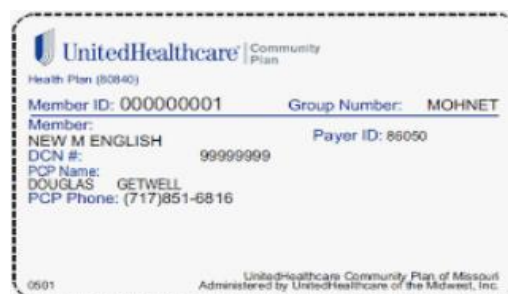 UnitedHealthcare Community Plan
Health Plan (80840)
Member ID: 000000001 Group Number: MOHNET
Member:
NEW M ENGLISH Payer ID: 86050
DCN #: 99999999
PCP Name:
DOUGLAS GETWELL
PCP Phone: (717)851-6816
UnitedHealthcare Community Plan of Missouri
0501 Administered by UnitedHealthcare of the Midwest, Inc.